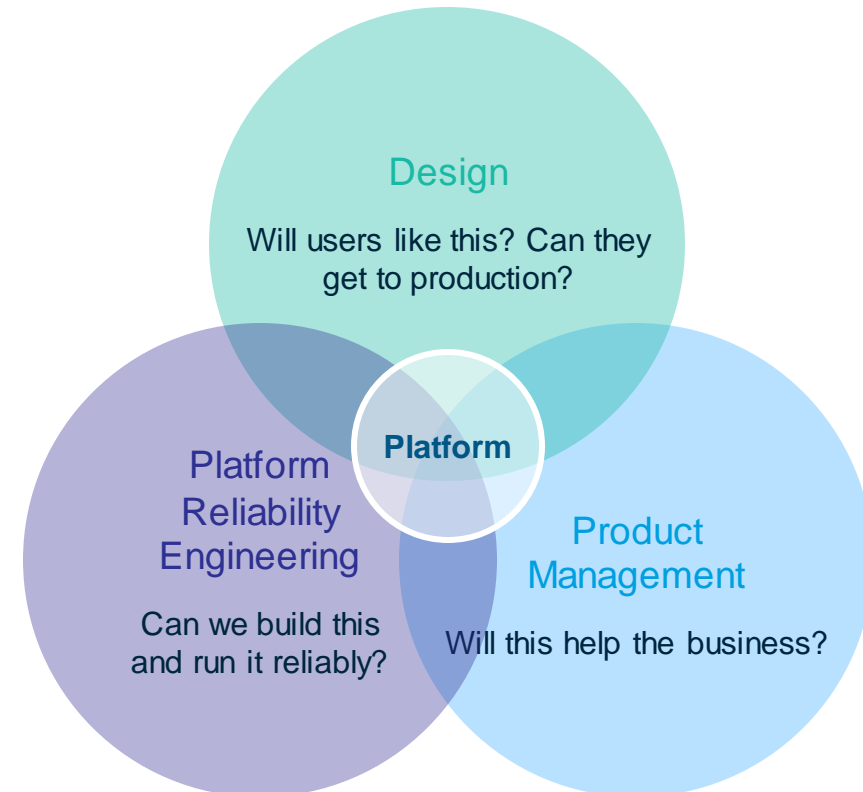 Design
Will users like this? Can they
get to production?
Platform
Platform
Reliability
Engineering
Can we build this
and run it reliably?
Product
Management
Will this help the business?